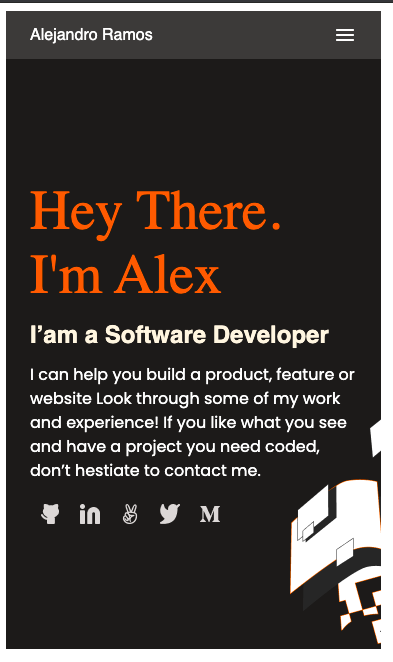 Alejandro Ramos
Hey There.
I'm Alex
I’am a Software Developer
I can help you build a product, feature or
website Look through some of my work
and experience! If you like what you see
and have a project you need coded,
don’t hestiate to contact me.